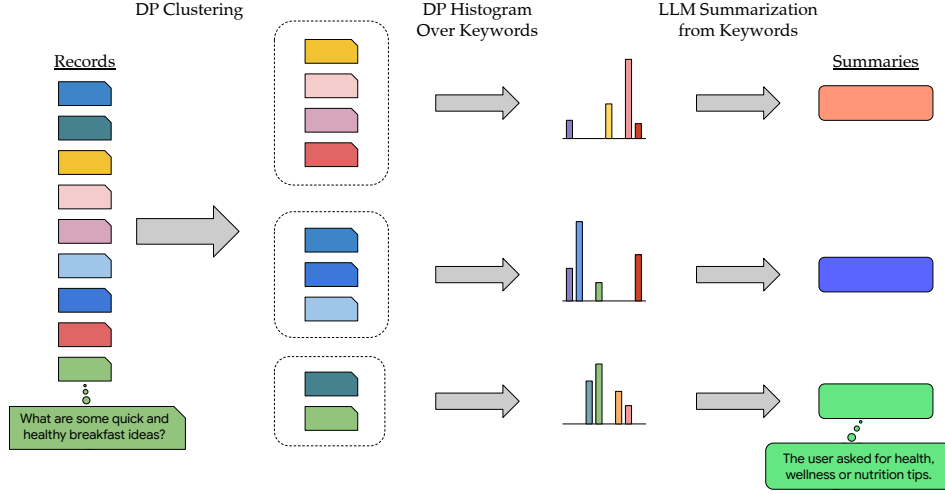 DP Clustering
DP Histogram
Over Keywords
LLM Summarization
from Keywords
Records
Summaries
What are some quick and
healthy breakfast ideas?
The user asked for health,
wellness or nutrition tips.